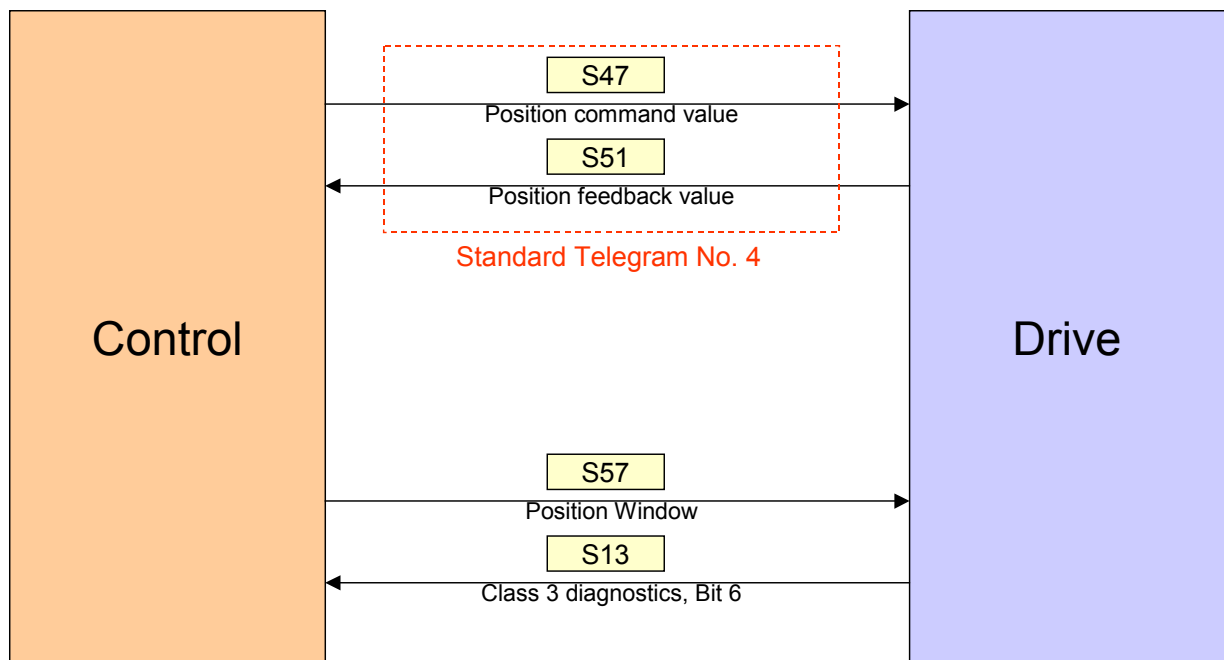 S47
Position command value
S51
Position feedback value
Standard Telegram No. 4
Control
Drive
S57
Position Window
S13
Class 3 diagnostics, Bit 6